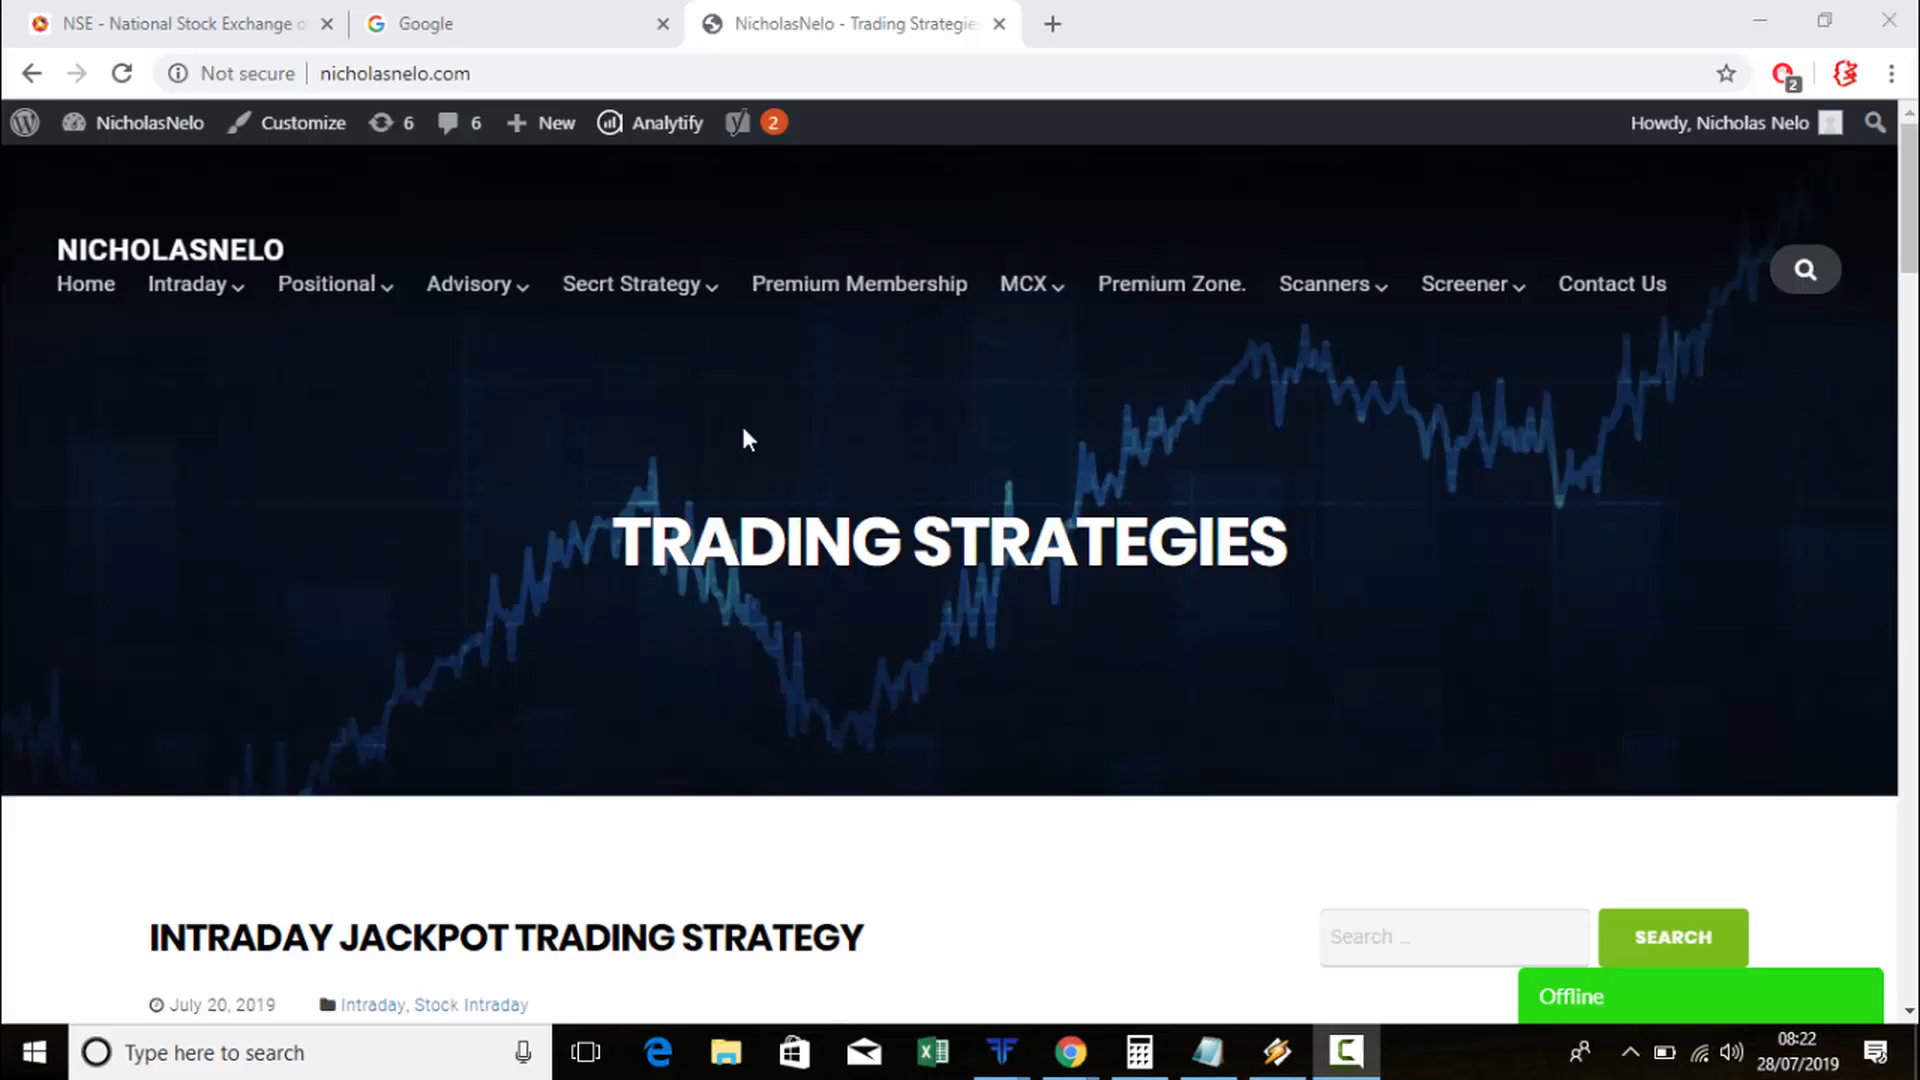 NSE - National Stock Exchange o
Google
NicholasNelo - Trading Strategie
Not secure
nicholasnelo.com
2
NicholasNelo
Customize
6
6
New
Analytify
2
Howdy, Nicholas Nelo
NICHOLASNELO
Home
Intraday
Positional
Advisory
Secrt Strategy
Premium Membership
MCX
Premium Zone.
Scanners
Screener
Contact Us
TRADING STRATEGIES
INTRADAY JACKPOT TRADING STRATEGY
July 20, 2019
Intraday, Stock Intraday
Search …
SEARCH
Offline
Type here to search
08:22
28/07/2019